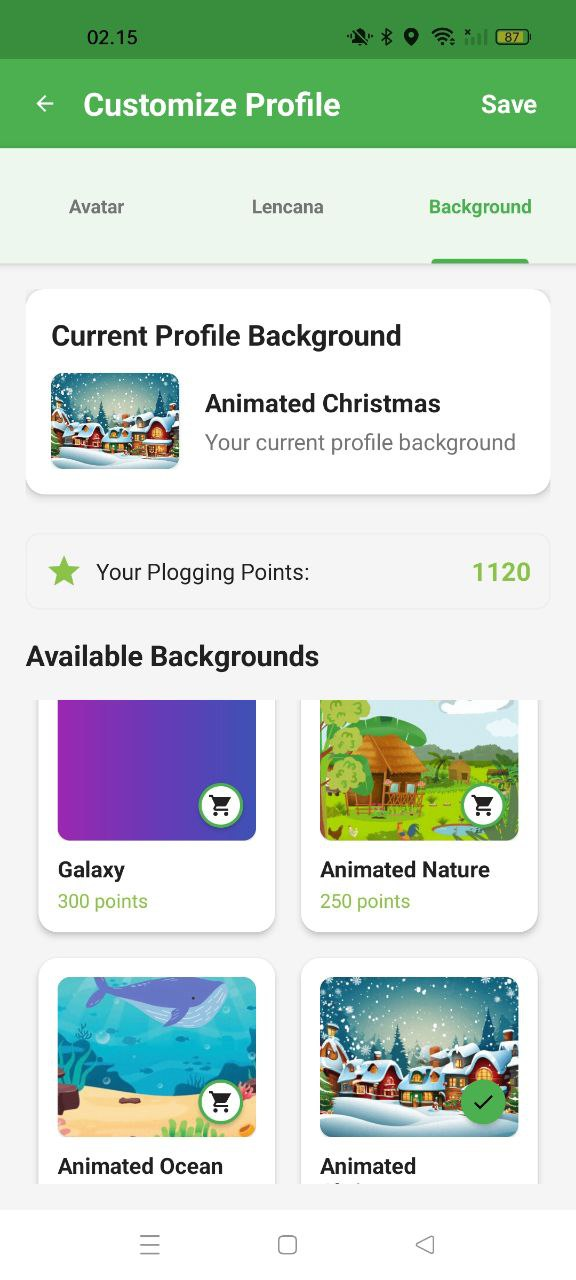 02.15
87
Customize Profile
Save
Avatar
Lencana
Background
Current Profile Background
Animated Christmas
Your current profile background
Your Plogging Points:
1120
Available Backgrounds
Galaxy
300 points
Animated Nature
250 points
Animated Ocean
Animated